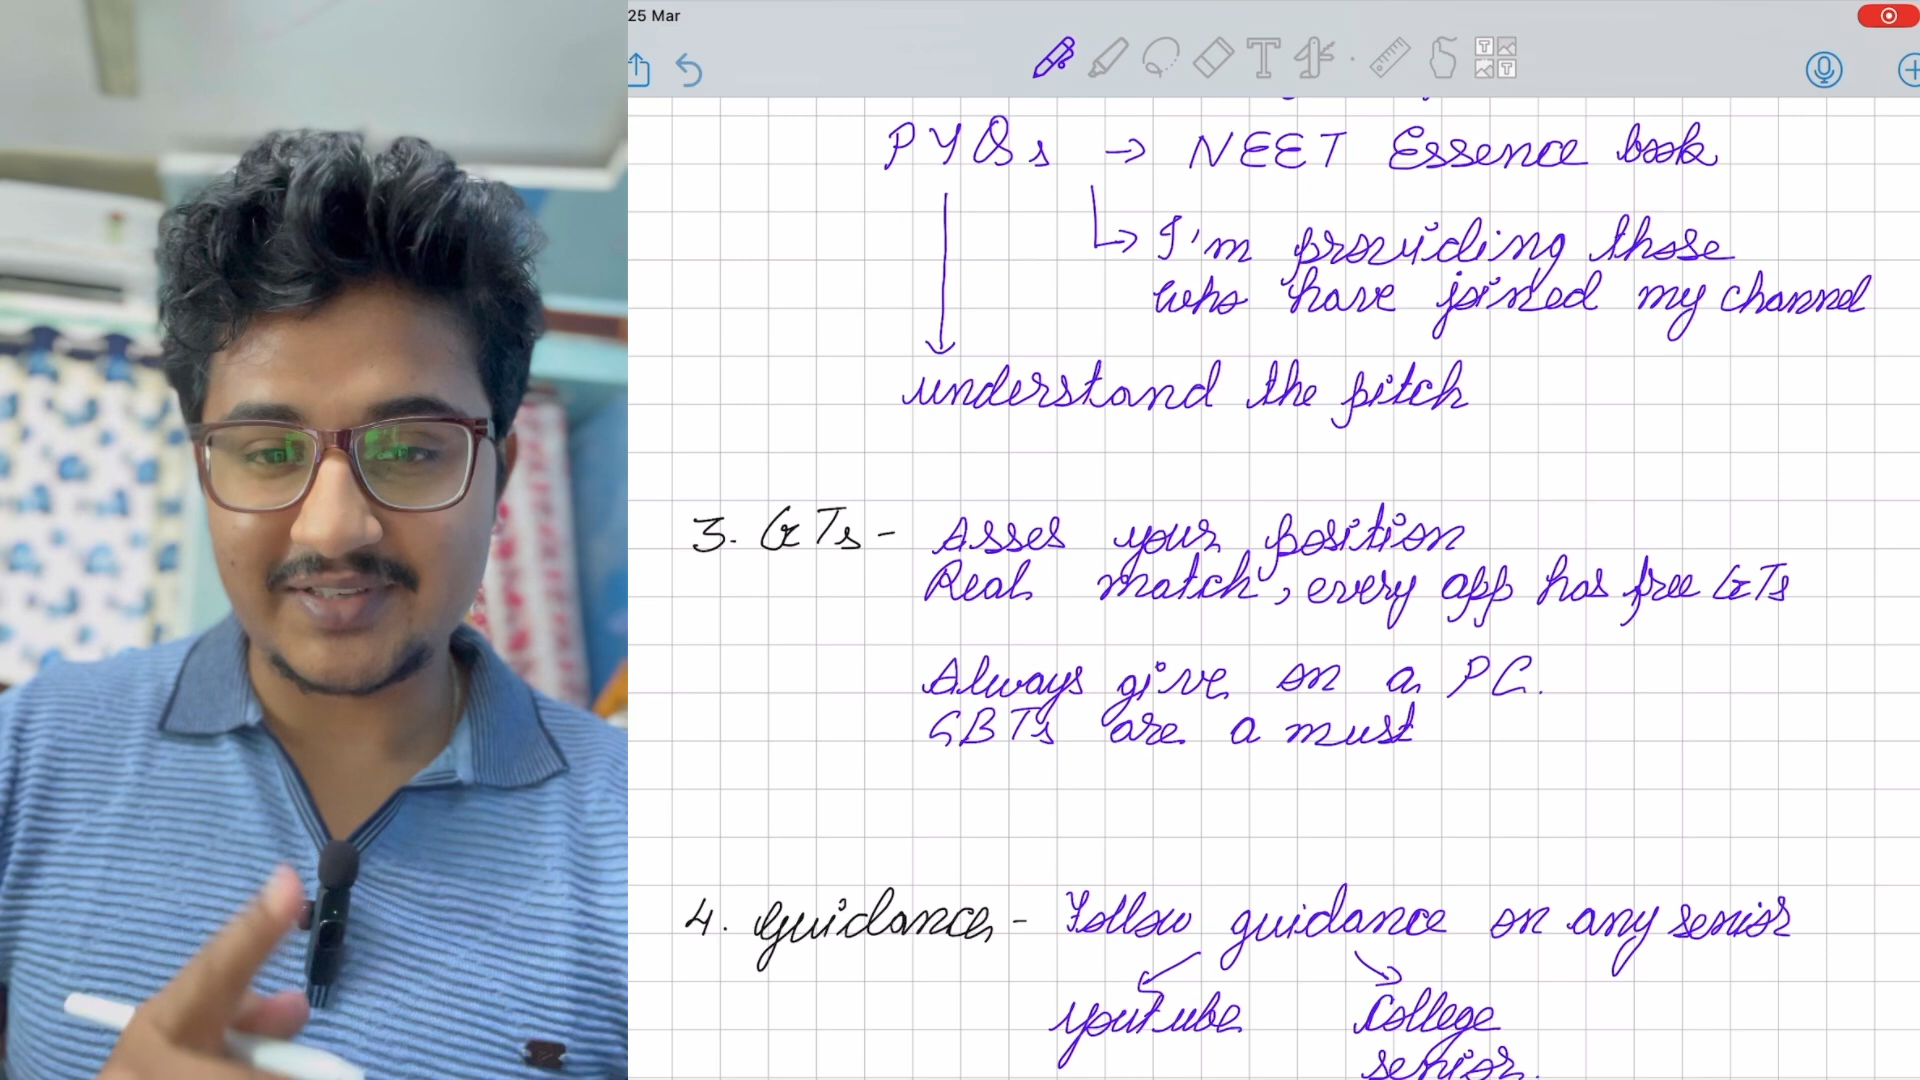 25 Mar
PYQs → NEET Essence book
↳ I'm providing those
who have joined my channel
understand the pitch
3. GTs - Asses your position
Real match, every app has free GTs
Always give on a PC.
CBTs are a must
4. Guidance - Follow guidance on any senior
youtube College
senior.